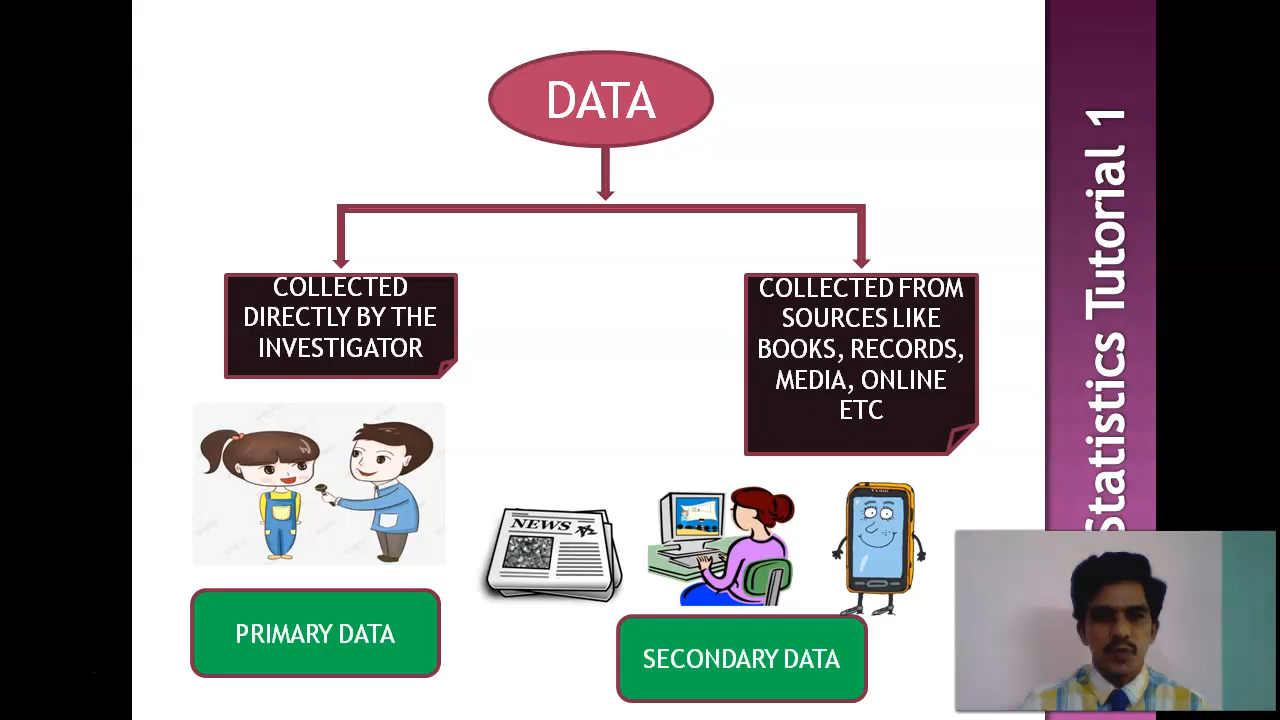 DATA
COLLECTED
DIRECTLY BY THE
INVESTIGATOR
COLLECTED FROM
SOURCES LIKE
BOOKS, RECORDS,
MEDIA, ONLINE
ETC
NEWS
PRIMARY DATA
SECONDARY DATA
Statistics Tutorial 1